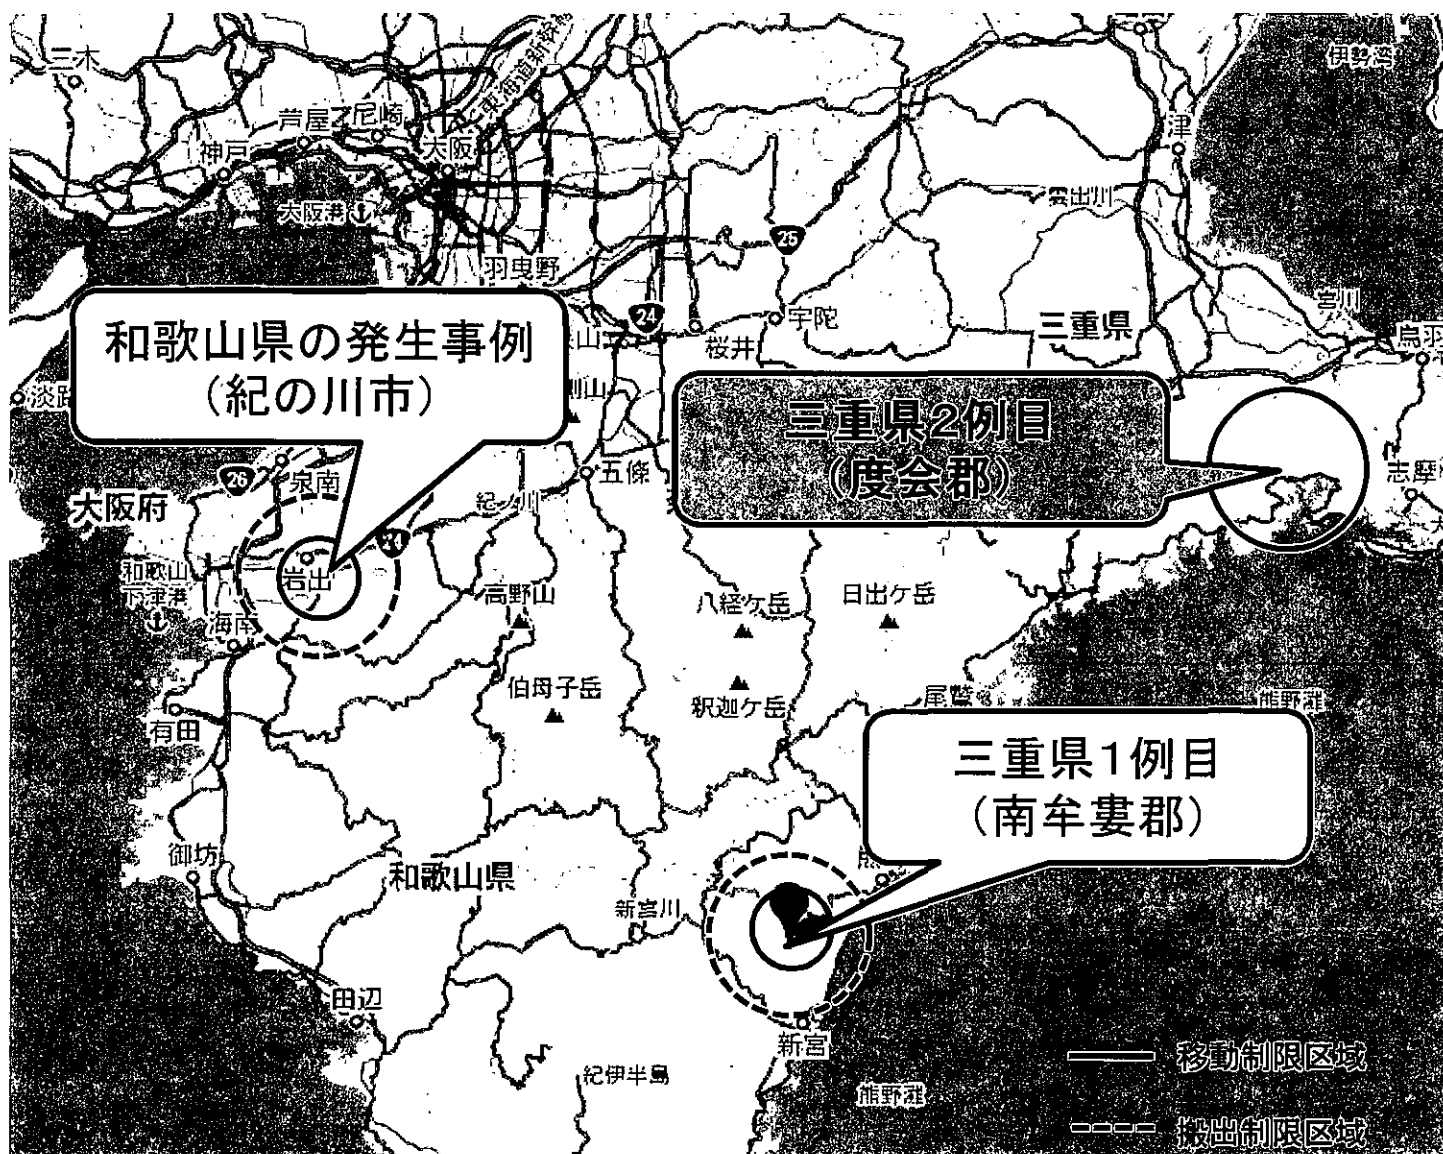 三木
伊勢湾
東海道新幹
芦屋
尼崎
津
神戸
大阪
大阪港
雲出川
26
羽曳野
宮川
24
宇陀
三重県
鳥羽
桜井
和歌山県の発生事例
(紀の川市)
淡路
三重県2例目
(度会郡)
26
泉南
五條
志摩
大阪府
紀ノ川
24
和歌山
下津港
岩出
高野山
八経ケ岳
日出ケ岳
海南
伯母子岳
釈迦ケ岳
尾鷲
熊野灘
有田
三重県1例目
(南牟婁郡)
御坊
和歌山県
新宮川
田辺
新宮
移動制限区域
紀伊半島
熊野灘
搬出制限区域